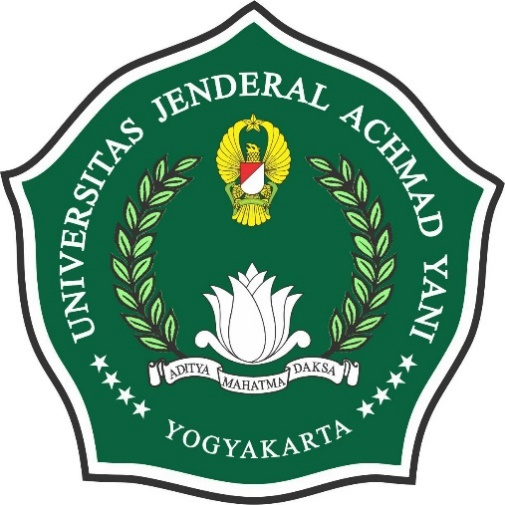 UNIVERSITAS JENDERAL ACHMAD YANI
ADITYA MAHATMA DAKSA
YOGYAKARTA